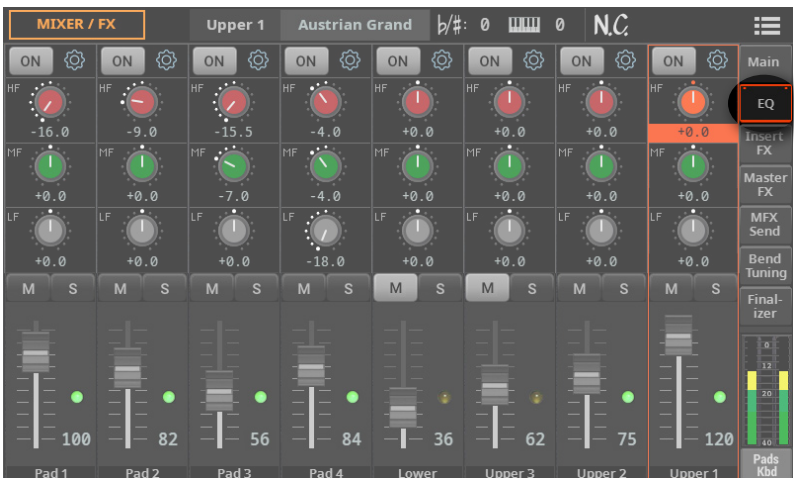 MIXER / FX Upper 1 Austrian Grand b/#: 0 0 N.C.
ON ON ON ON ON ON ON ON Main
HF HF HF HF HF HF HF HF EQ
-16.0 -9.0 -15.5 -4.0 +0.0 +0.0 +0.0 +0.0
Insert
FX
MF MF MF MF MF MF MF MF
+0.0 +0.0 -7.0 -4.0 +0.0 +0.0 +0.0 +0.0
Master
FX
LF LF LF LF LF LF LF LF
+0.0 +0.0 +0.0 -18.0 +0.0 +0.0 +0.0 +0.0
MFX
Send
Bend
Tuning
M S M S M S M S M S M S M S M S
Final-
izer
0
12
20
40
100 82 56 84 36 62 75 120
Pad 1 Pad 2 Pad 3 Pad 4 Lower Upper 3 Upper 2 Upper 1
Pads
Kbd